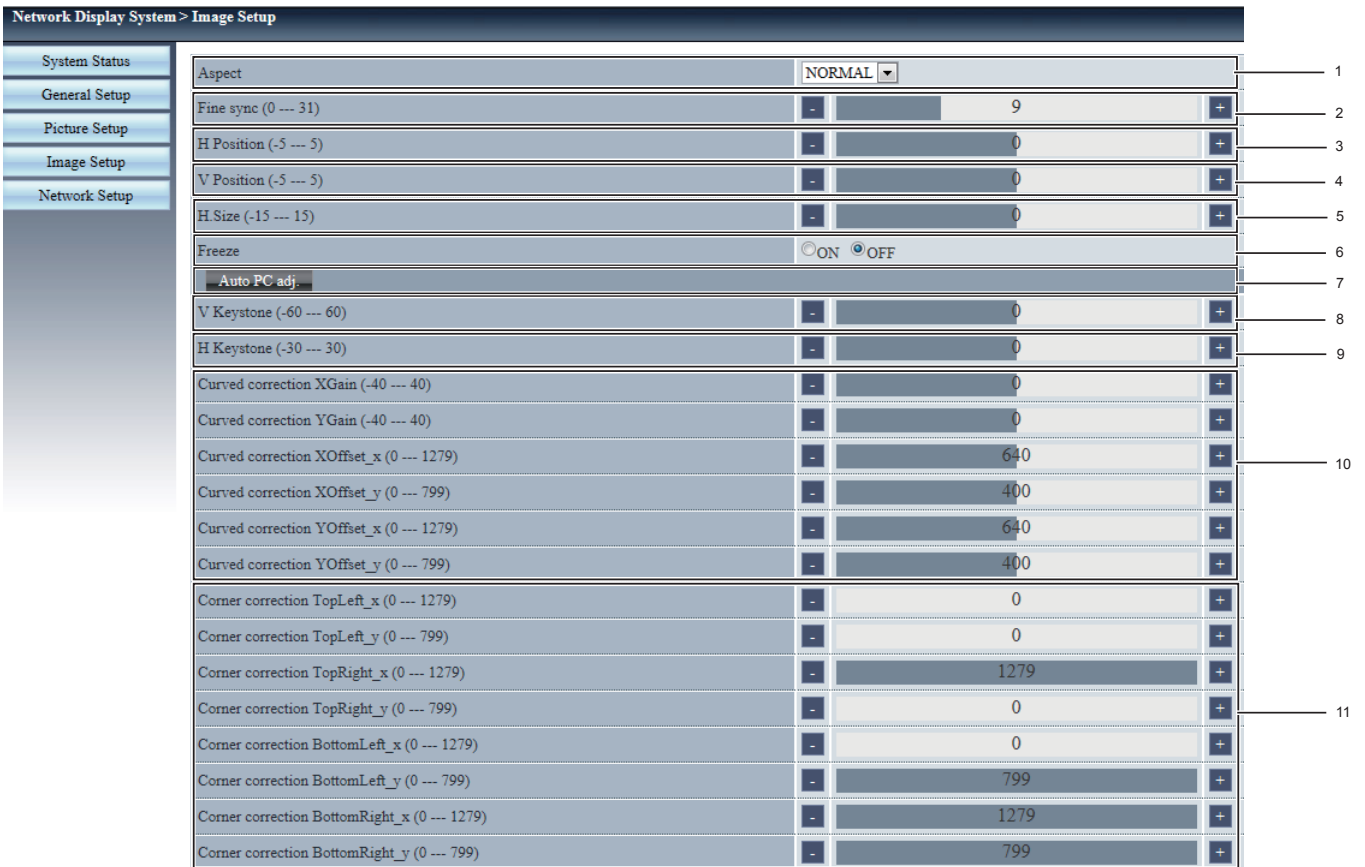 Network Display System > Image Setup
System Status
General Setup
Picture Setup
Image Setup
Network Setup
Aspect NORMAL 1
Fine sync (0 --- 31) - 9 + 2
H Position (-5 --- 5) - 0 + 3
V Position (-5 --- 5) - 0 + 4
H.Size (-15 --- 15) - 0 + 5
Freeze ON OFF 6
Auto PC adj. 7
V Keystone (-60 --- 60) - 0 + 8
H Keystone (-30 --- 30) - 0 + 9
Curved correction XGain (-40 --- 40) - 0 +
Curved correction YGain (-40 --- 40) - 0 +
Curved correction XOffset_x (0 --- 1279) - 640 + 10
Curved correction XOffset_y (0 --- 799) - 400 +
Curved correction YOffset_x (0 --- 1279) - 640 +
Curved correction YOffset_y (0 --- 799) - 400 +
Corner correction TopLeft_x (0 --- 1279) - 0 +
Corner correction TopLeft_y (0 --- 799) - 0 +
Corner correction TopRight_x (0 --- 1279) - 1279 +
Corner correction TopRight_y (0 --- 799) - 0 + 11
Corner correction BottomLeft_x (0 --- 1279) - 0 +
Corner correction BottomLeft_y (0 --- 799) - 799 +
Corner correction BottomRight_x (0 --- 1279) - 1279 +
Corner correction BottomRight_y (0 --- 799) - 799 +